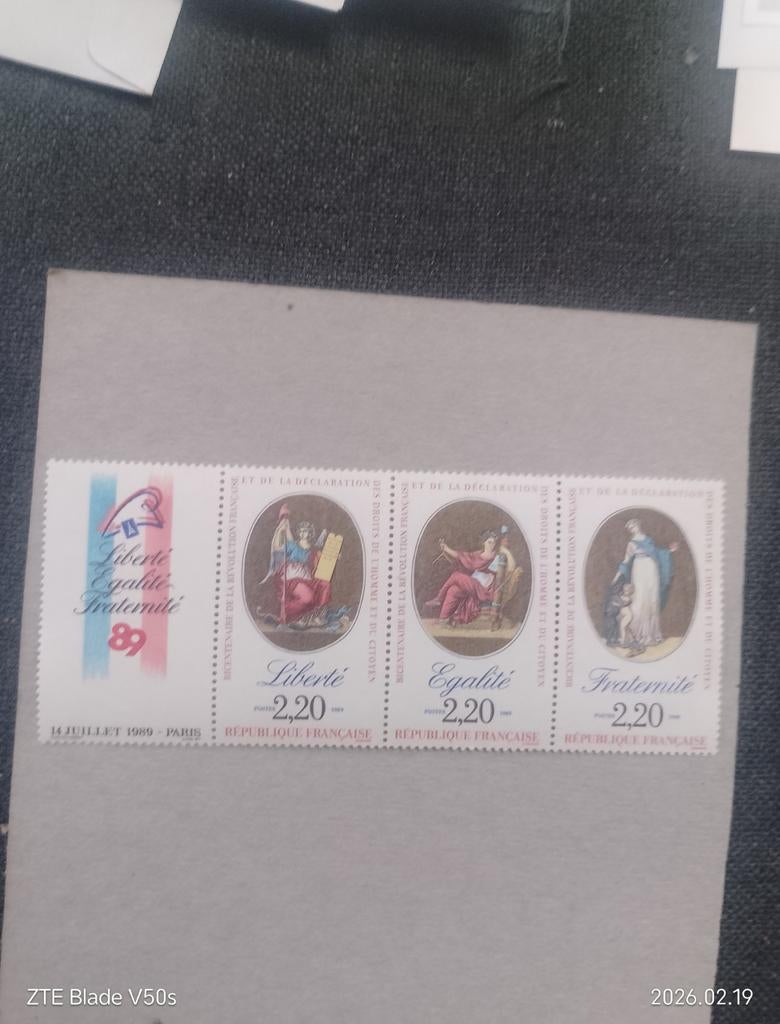 Liberté
Egalité
Fraternité
89
14 JUILLET 1989 - PARIS
BICENTENAIRE DE LA RÉVOLUTION FRANÇAISE
ET DE LA DÉCLARATION
DES DROITS DE L'HOMME ET DU CITOYEN
Liberté
POSTES 2,20 1989
RÉPUBLIQUE FRANÇAISE
BICENTENAIRE DE LA RÉVOLUTION FRANÇAISE
ET DE LA DÉCLARATION
DES DROITS DE L'HOMME ET DU CITOYEN
Egalité
POSTES 2,20 1989
RÉPUBLIQUE FRANÇAISE
BICENTENAIRE DE LA RÉVOLUTION FRANÇAISE
ET DE LA DÉCLARATION
DES DROITS DE L'HOMME ET DU CITOYEN
Fraternité
POSTES 2,20 1989
RÉPUBLIQUE FRANÇAISE
ZTE Blade V50s
2026.02.19